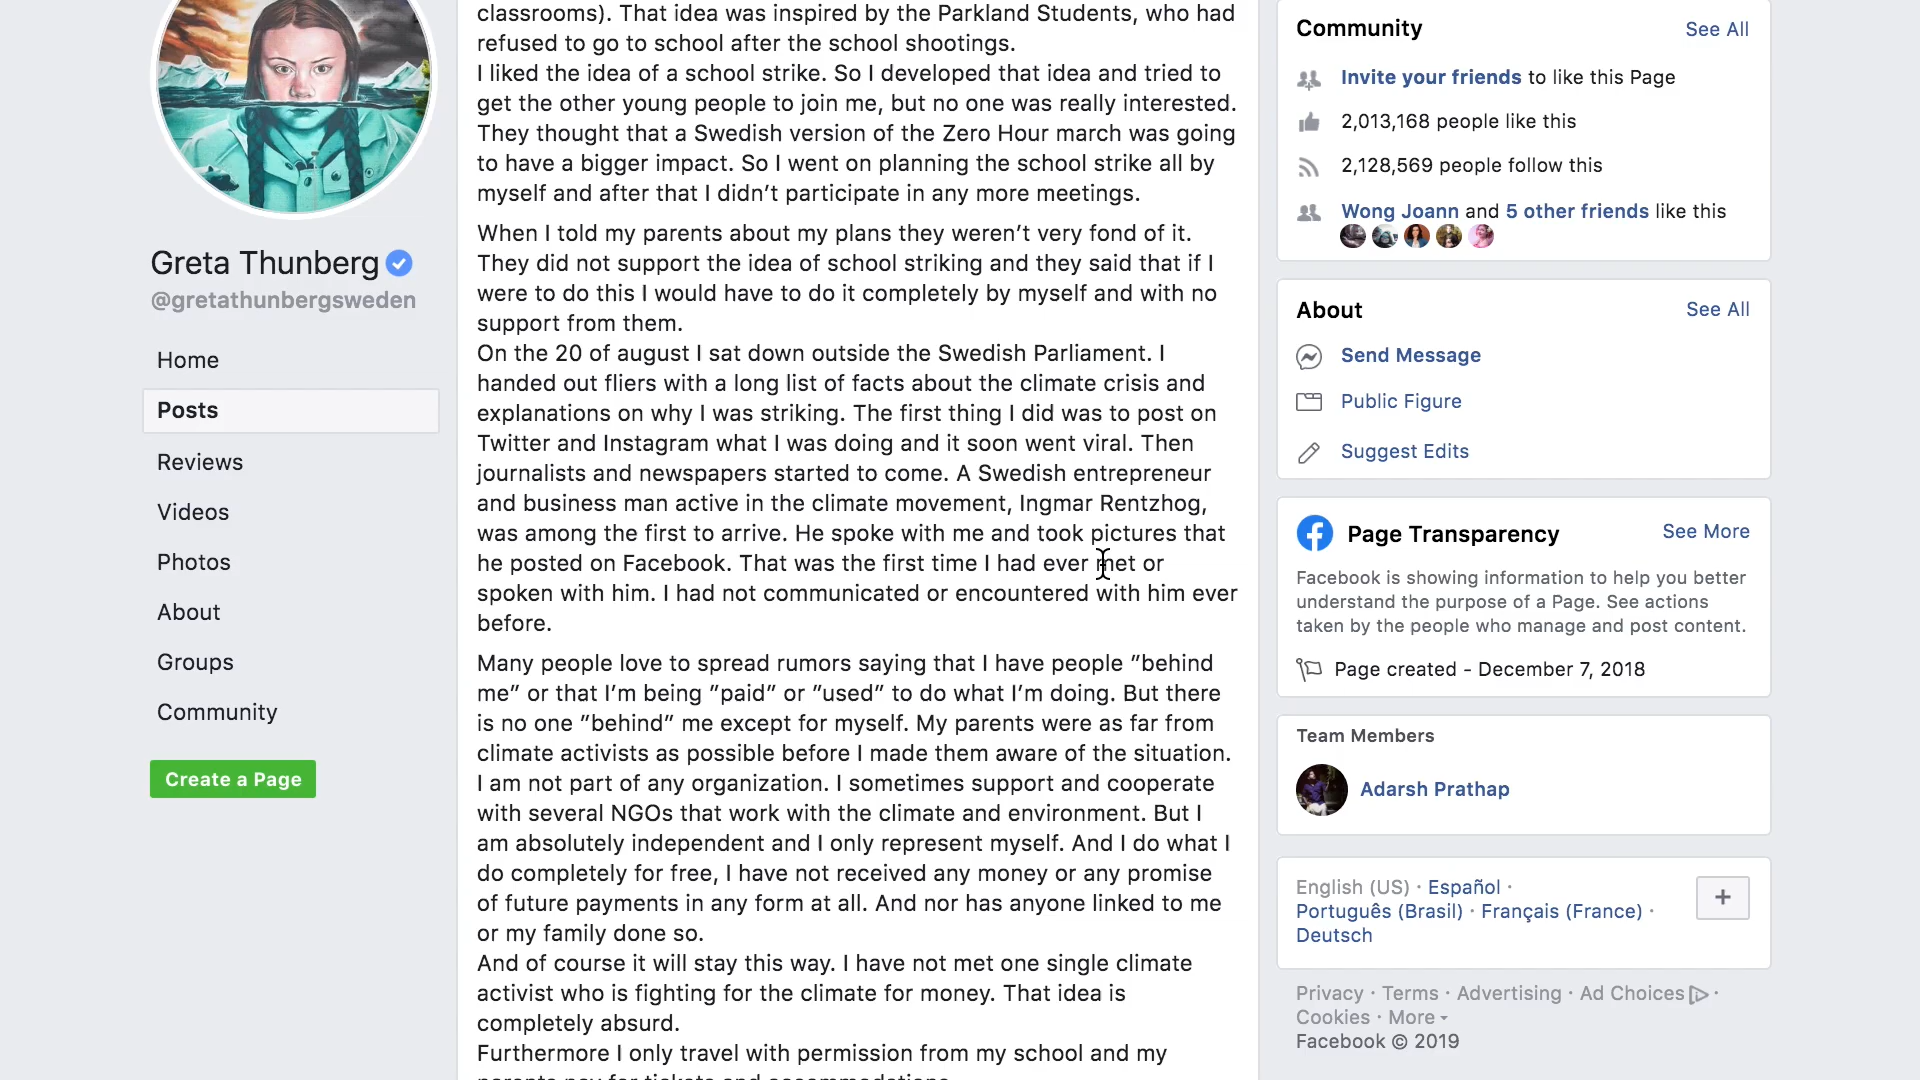 Greta Thunberg
@gretathunbergsweden
Home
Posts
Reviews
Videos
Photos
About
Groups
Community
Create a Page
classrooms). That idea was inspired by the Parkland Students, who had
refused to go to school after the school shootings.
I liked the idea of a school strike. So I developed that idea and tried to
get the other young people to join me, but no one was really interested.
They thought that a Swedish version of the Zero Hour march was going
to have a bigger impact. So I went on planning the school strike all by
myself and after that I didn’t participate in any more meetings.
When I told my parents about my plans they weren’t very fond of it.
They did not support the idea of school striking and they said that if I
were to do this I would have to do it completely by myself and with no
support from them.
On the 20 of august I sat down outside the Swedish Parliament. I
handed out fliers with a long list of facts about the climate crisis and
explanations on why I was striking. The first thing I did was to post on
Twitter and Instagram what I was doing and it soon went viral. Then
journalists and newspapers started to come. A Swedish entrepreneur
and business man active in the climate movement, Ingmar Rentzhog,
was among the first to arrive. He spoke with me and took pictures that
he posted on Facebook. That was the first time I had ever met or
spoken with him. I had not communicated or encountered with him ever
before.
Many people love to spread rumors saying that I have people ”behind
me” or that I’m being ”paid” or ”used” to do what I’m doing. But there
is no one ”behind” me except for myself. My parents were as far from
climate activists as possible before I made them aware of the situation.
I am not part of any organization. I sometimes support and cooperate
with several NGOs that work with the climate and environment. But I
am absolutely independent and I only represent myself. And I do what I
do completely for free, I have not received any money or any promise
of future payments in any form at all. And nor has anyone linked to me
or my family done so.
And of course it will stay this way. I have not met one single climate
activist who is fighting for the climate for money. That idea is
completely absurd.
Furthermore I only travel with permission from my school and my
parents pay for tickets and accommodations.
Community
See All
Invite your friends to like this Page
2,013,168 people like this
2,128,569 people follow this
Wong Joann and 5 other friends like this
About
See All
Send Message
Public Figure
Suggest Edits
Page Transparency
See More
Facebook is showing information to help you better
understand the purpose of a Page. See actions
taken by the people who manage and post content.
Page created - December 7, 2018
Team Members
Adarsh Prathap
English (US) · Español ·
Português (Brasil) · Français (France) ·
Deutsch
+
Privacy · Terms · Advertising · Ad Choices ·
Cookies · More
Facebook © 2019